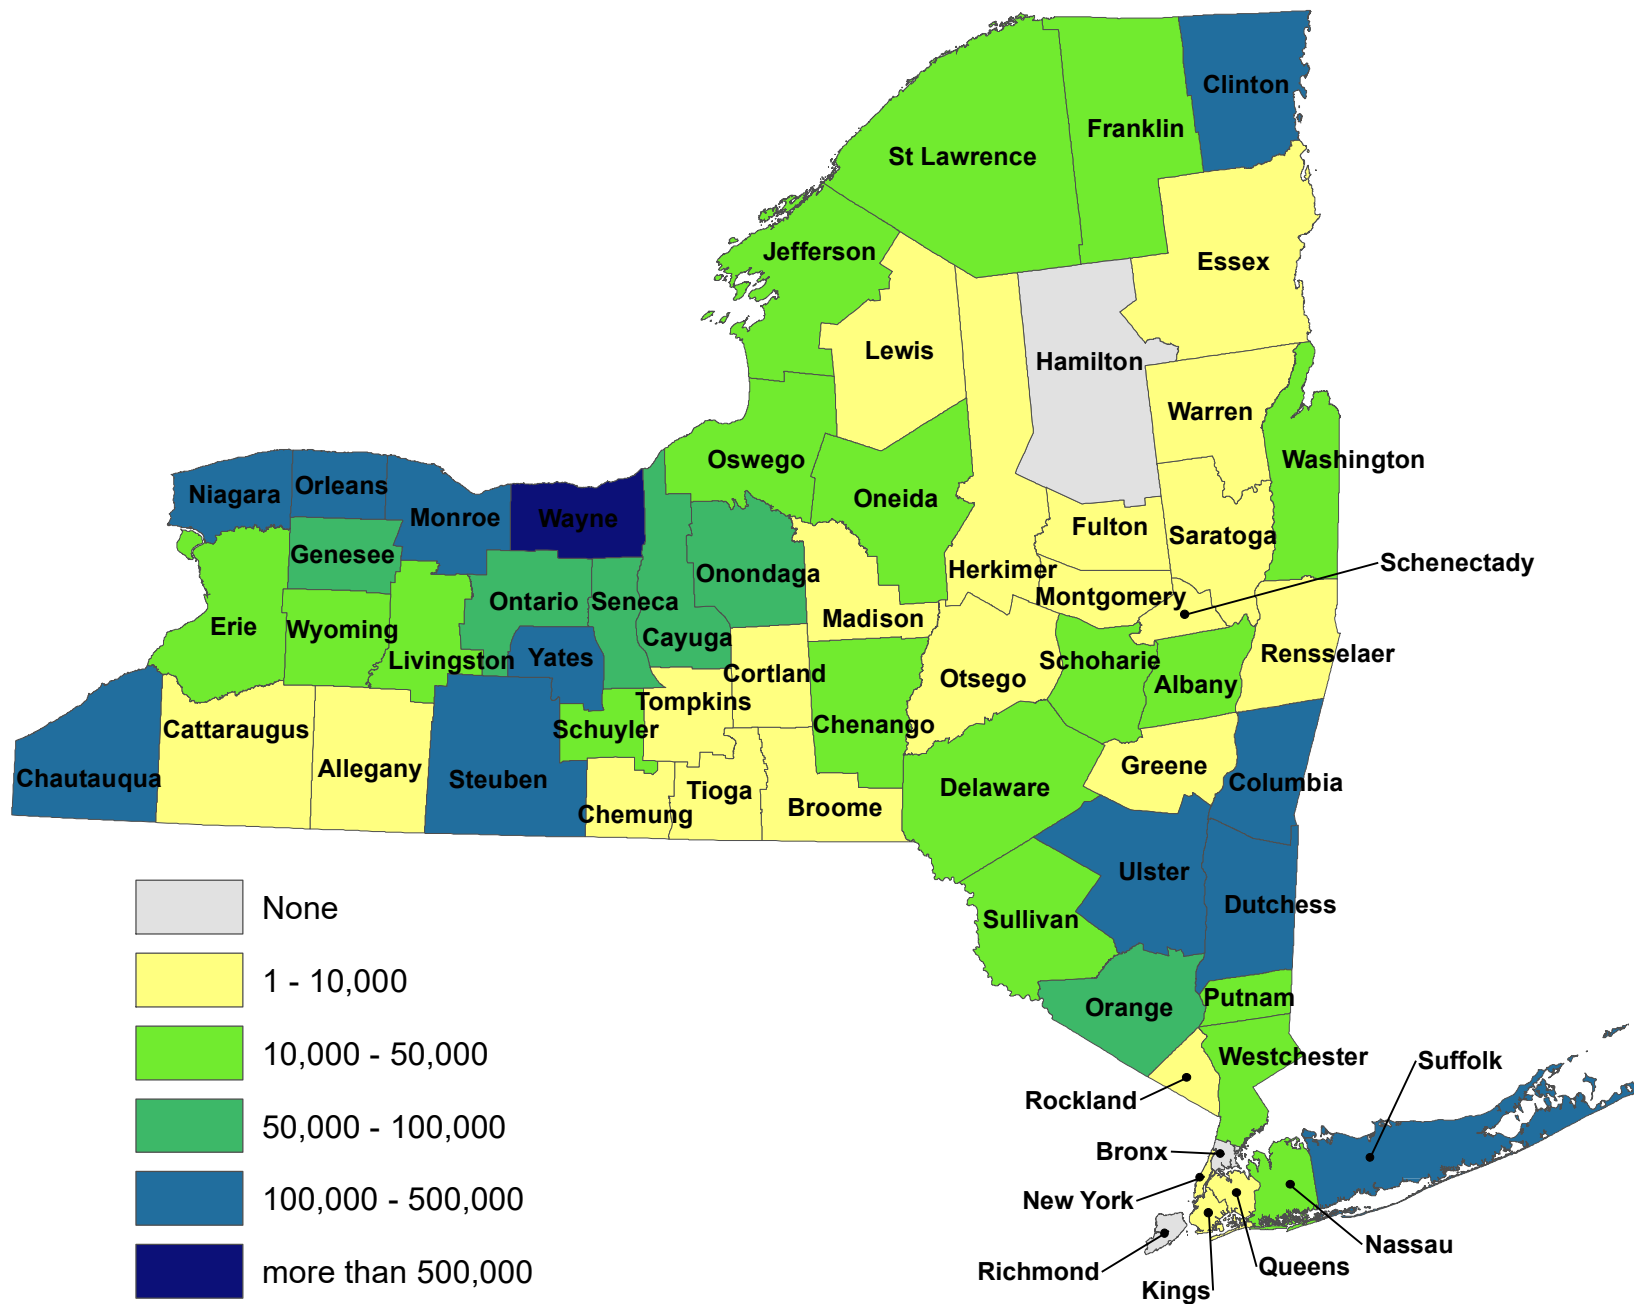 Clinton
Franklin
St Lawrence
Jefferson
Essex
Lewis
Hamilton
Warren
Oswego
Washington
Orleans
Niagara
Oneida
Monroe
Wayne
Fulton
Saratoga
Genesee
Schenectady
Onondaga
Herkimer
Montgomery
Ontario
Seneca
Madison
Erie
Wyoming
Cayuga
Rensselaer
Yates
Livingston
Schoharie
Cortland
Otsego
Albany
Tompkins
Chenango
Cattaraugus
Schuyler
Greene
Allegany
Chautauqua
Steuben
Columbia
Delaware
Tioga
Broome
Chemung
Ulster
Dutchess
Sullivan
None
1 - 10,000
Putnam
Orange
10,000 - 50,000
Westchester
Suffolk
Rockland
50,000 - 100,000
Bronx
100,000 - 500,000
New York
Nassau
Queens
Richmond
more than 500,000
Kings